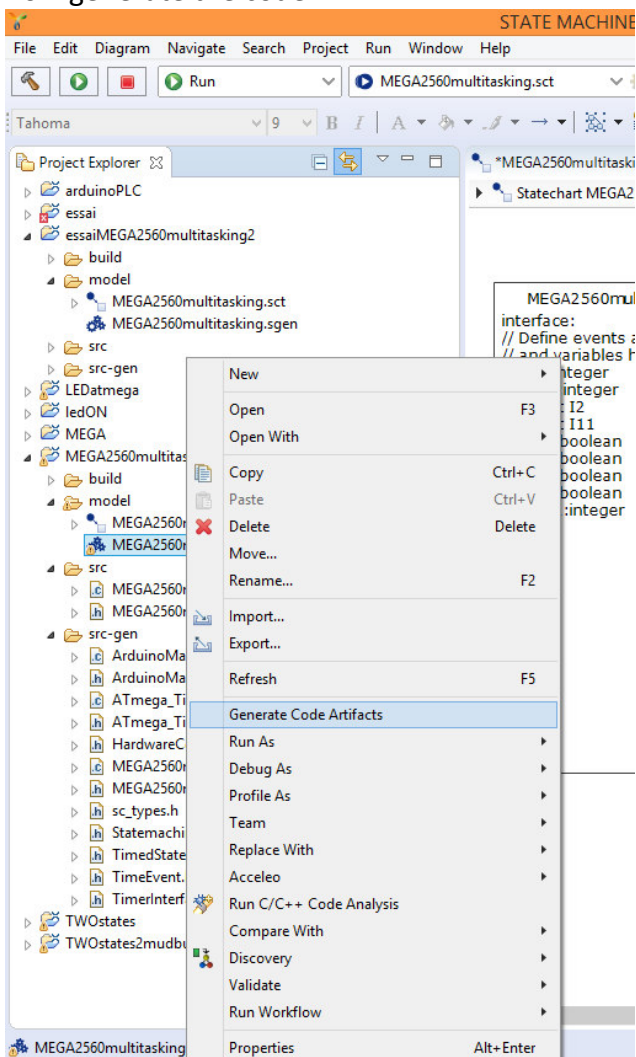 STATE MACHINE
File Edit Diagram Navigate Search Project Run Window Help
Run MEGA2560multitasking.sct
Tahoma 9 B I A
Project Explorer
*MEGA2560multitaski
arduinoPLC
Statechart MEGA2
essai
essaiMEGA2560multitasking2
build
model
MEGA2560multitasking.sct
MEGA2560multitasking.sgen
src
src-gen
LEDatmega
ledON
MEGA
MEGA2560multitas
build
model
MEGA2560r
MEGA2560r
src
MEGA2560r
MEGA2560r
src-gen
ArduinoMa
ArduinoMa
ATmega_Ti
ATmega_Ti
HardwareC
MEGA2560r
MEGA2560r
sc_types.h
Statemachi
TimedState
TimeEvent.
TimerInterf
TWOstates
TWOstates2mudbu
MEGA2560multitasking
New
Open F3
Open With
Copy Ctrl+C
Paste Ctrl+V
Delete Delete
Move...
Rename... F2
Import...
Export...
Refresh F5
Generate Code Artifacts
Run As
Debug As
Profile As
Team
Replace With
Acceleo
Run C/C++ Code Analysis
Compare With
Discovery
Validate
Run Workflow
Properties Alt+Enter
MEGA2560mul
interface:
// Define events a
// and variables h
nteger
integer
I2
I11
boolean
boolean
boolean
boolean
:integer